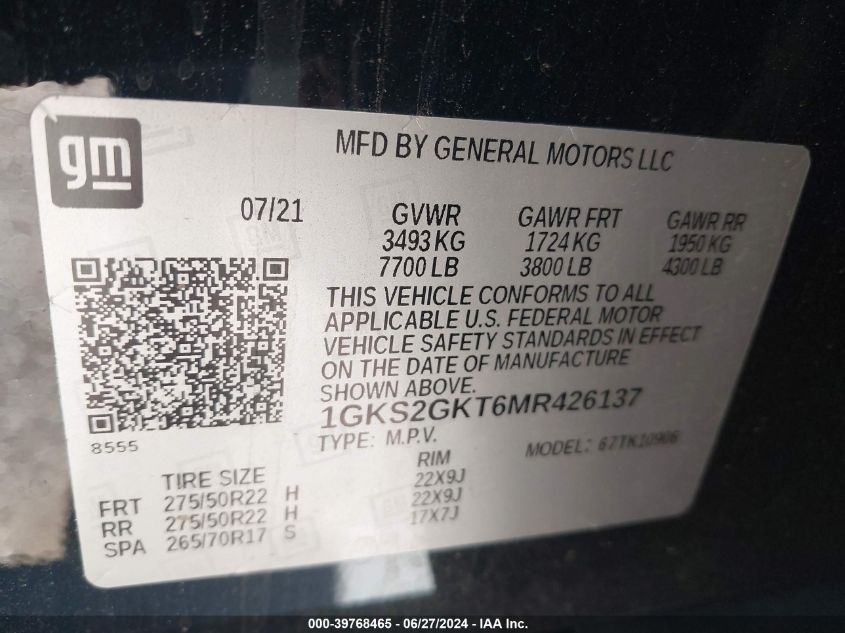 gm
MFD BY GENERAL MOTORS LLC
07/21 GVWR GAWR FRT GAWR RR
3493 KG 1724 KG 1950 KG
7700 LB 3800 LB 4300 LB
THIS VEHICLE CONFORMS TO ALL
APPLICABLE U.S. FEDERAL MOTOR
VEHICLE SAFETY STANDARDS IN EFFECT
ON THE DATE OF MANUFACTURE
SHOWN ABOVE.
1GKS2GKT6MR426137
8555
TYPE: M.P.V. MODEL: 67TK10906
TIRE SIZE RIM
FRT 275/50R22 H 22X9J
RR 275/50R22 H 22X9J
SPA 265/70R17 S 17X7J
000-39768465 - 06/27/2024 - IAA Inc.